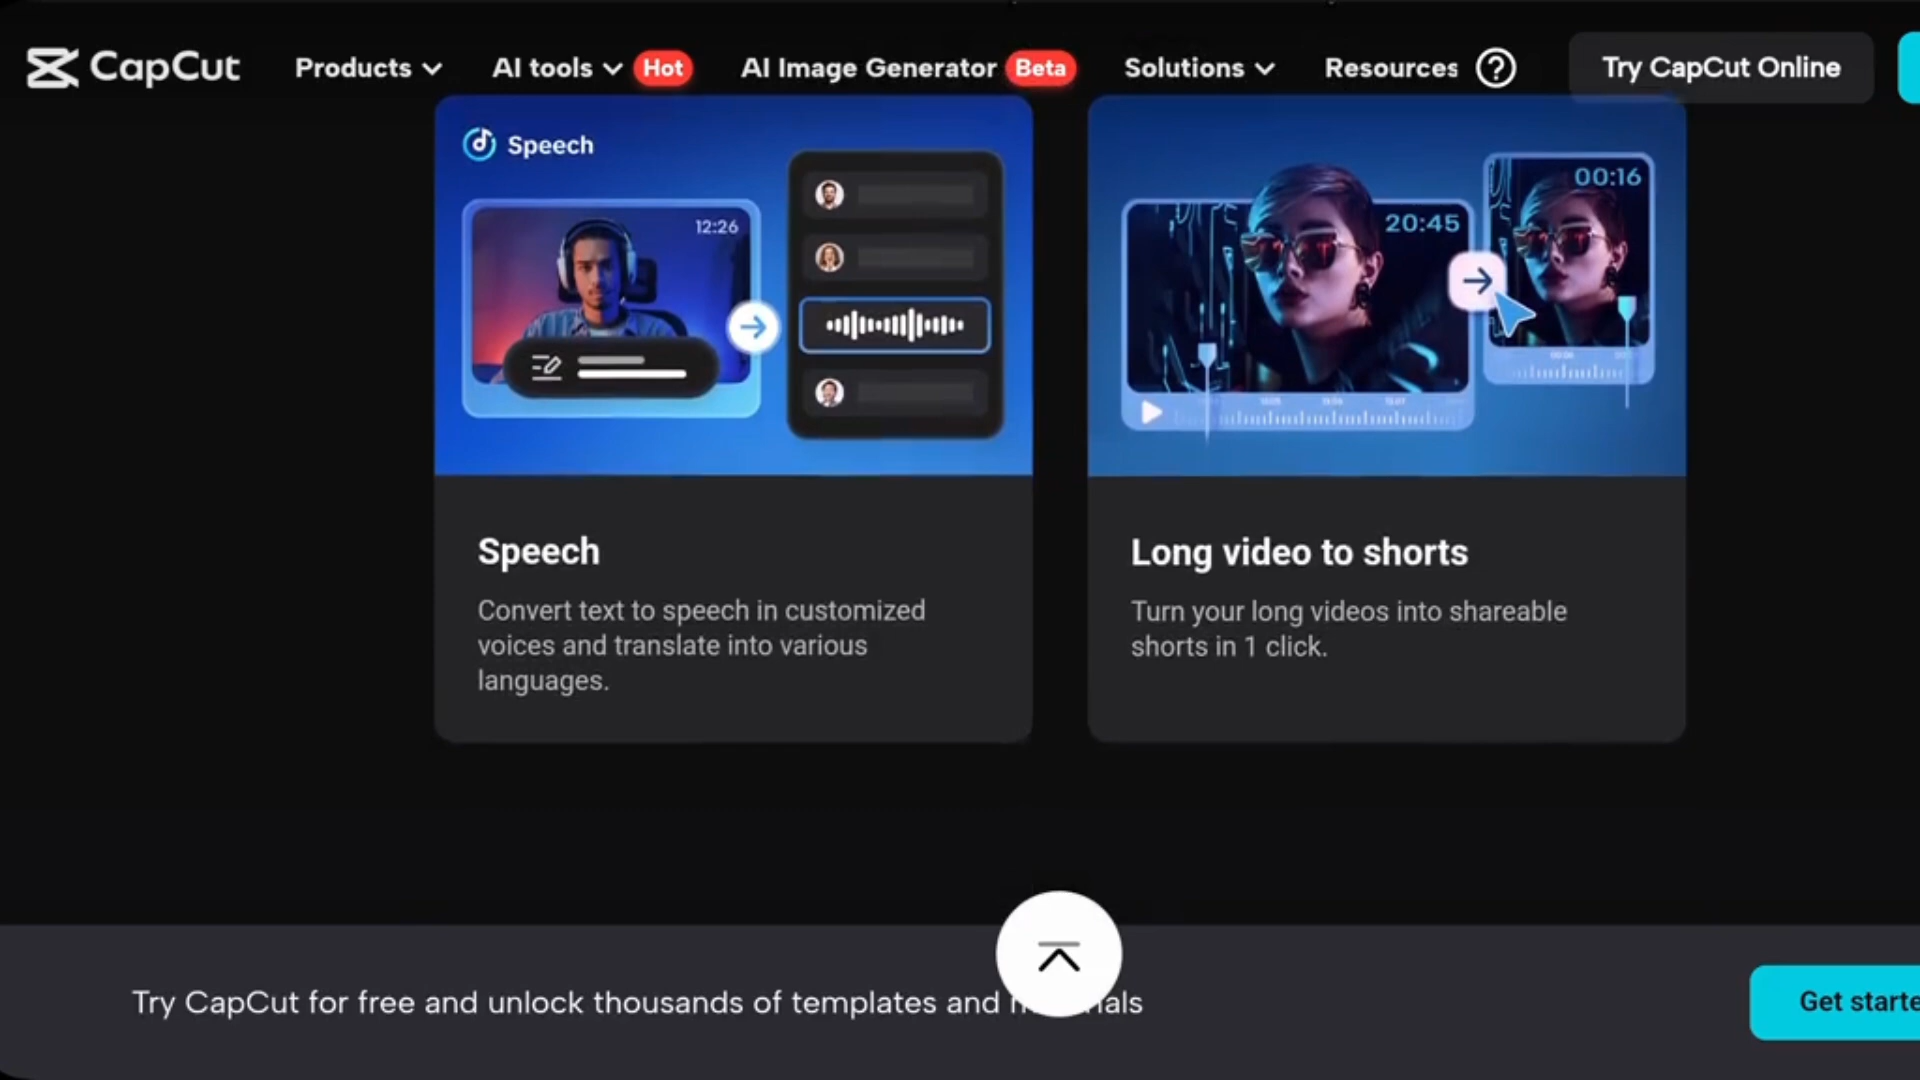 CapCut Products AI tools Hot AI Image Generator Beta Solutions Resources ? Try CapCut Online
Speech
12:26
20:45
00:16
Speech
Convert text to speech in customized
voices and translate into various
languages.
Long video to shorts
Turn your long videos into shareable
shorts in 1 click.
Try CapCut for free and unlock thousands of templates and
Get starte